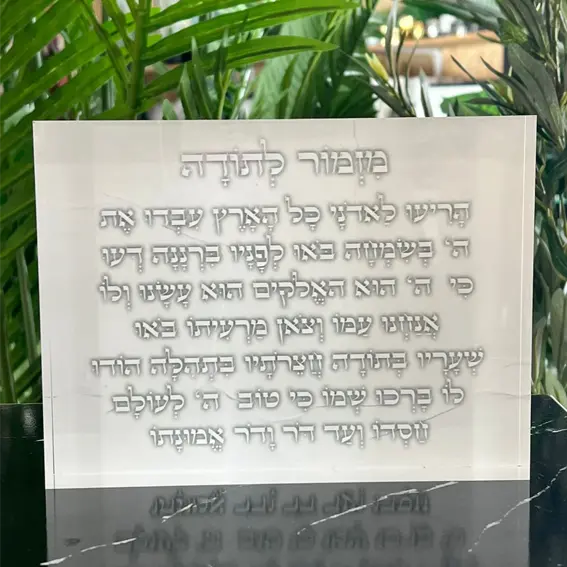 מִזְמוֹר לְתוֹדָה
הָרִיעוּ לַאדֹנָי כָּל הָאָרֶץ עִבְדוּ אֶת
ה' בְּשִׂמְחָה בֹּאוּ לְפָנָיו בִּרְנָנָה דְּעוּ
כִּי ה' הוּא הָאֱלֹקִים הוּא עָשָׂנוּ וְלוֹ
אֲנַחְנוּ עַמּוֹ וְצֹאן מַרְעִיתוֹ בֹּאוּ
שְׁעָרָיו בְּתוֹדָה חֲצֵרֹתָיו בִּתְהִלָּה הוֹדוּ
לוֹ בָּרְכוּ שְׁמוֹ כִּי טוֹב ה' לְעוֹלָם
חַסְדּוֹ וְעַד דֹּר וָדֹר אֱמוּנָתוֹ